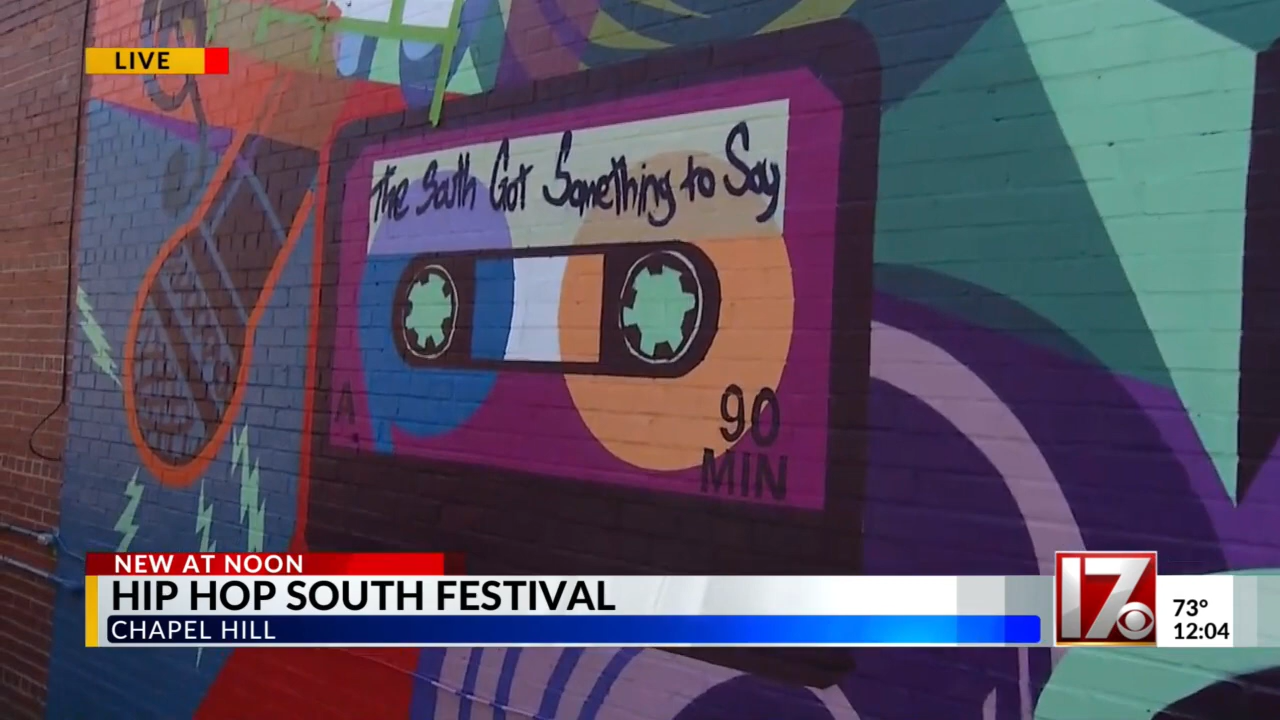 LIVE
The South Got Something to Say
A
90
MIN
NEW AT NOON
HIP HOP SOUTH FESTIVAL
CHAPEL HILL
17
73°
12:04